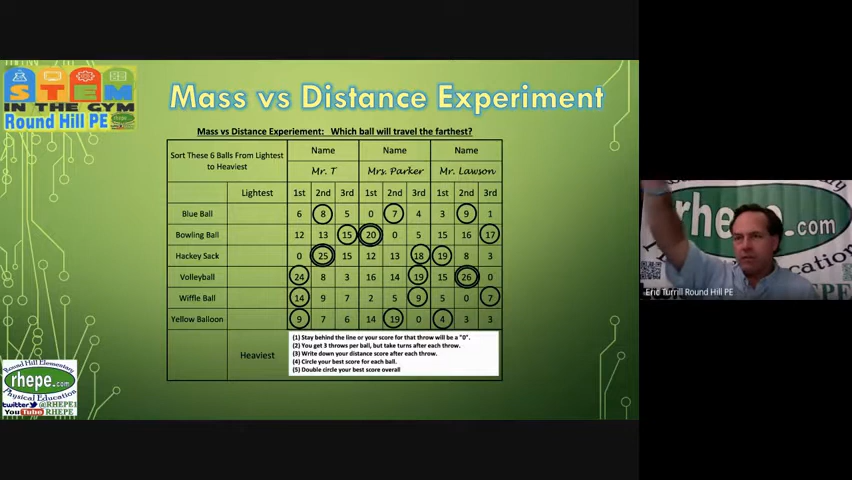 STEM
IN THE GYM
Round Hill PE
Mass vs Distance Experiment
Mass vs Distance Experiement: Which ball will travel the farthest?
Sort These 6 Balls From Lightest to Heaviest
Name Name Name
Mr. T Mrs. Parker Mr. Lawson
Lightest 1st 2nd 3rd 1st 2nd 3rd 1st 2nd 3rd
Blue Ball 6 8 5 0 7 4 3 9 1
Bowling Ball 12 13 15 20 0 5 15 16 17
Hackey Sack 0 25 15 12 13 18 19 8 3
Volleyball 24 8 3 16 14 19 15 26 0
Wiffle Ball 14 9 7 2 5 9 5 0 7
Yellow Balloon 9 7 6 14 19 0 4 3 3
Heaviest
(1) Stay behind the line or your score for that throw will be a "0".
(2) You get 3 throws per ball, but take turns after each throw.
(3) Write down your distance score after each throw.
(4) Circle your best score for each ball.
(5) Double circle your best score overall
Round Hill Elementary
rhepe.com
Physical Education
twitter @RHEPE1
YouTube RHEPE
rhepe.com
Eric Turrill Round Hill PE